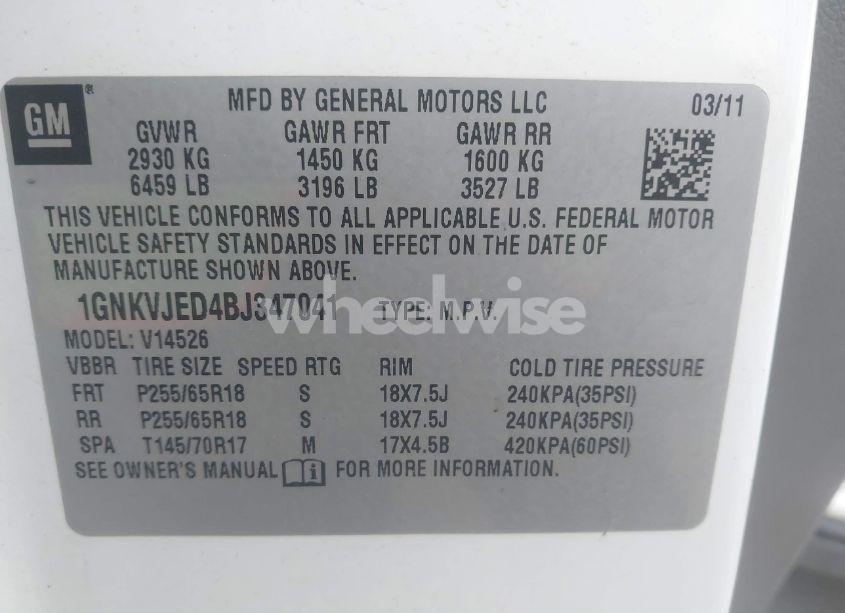 GM®
MFD BY GENERAL MOTORS LLC 03/11
GVWR GAWR FRT GAWR RR
2930 KG 1450 KG 1600 KG
6459 LB 3196 LB 3527 LB
THIS VEHICLE CONFORMS TO ALL APPLICABLE U.S. FEDERAL MOTOR
VEHICLE SAFETY STANDARDS IN EFFECT ON THE DATE OF
MANUFACTURE SHOWN ABOVE.
1GNKVJED4BJ347041 TYPE: M.P.V.
wheelwise
MODEL: V14526
VBBR TIRE SIZE SPEED RTG RIM COLD TIRE PRESSURE
FRT P255/65R18 S 18X7.5J 240KPA(35PSI)
RR P255/65R18 S 18X7.5J 240KPA(35PSI)
SPA T145/70R17 M 17X4.5B 420KPA(60PSI)
SEE OWNER'S MANUAL FOR MORE INFORMATION.